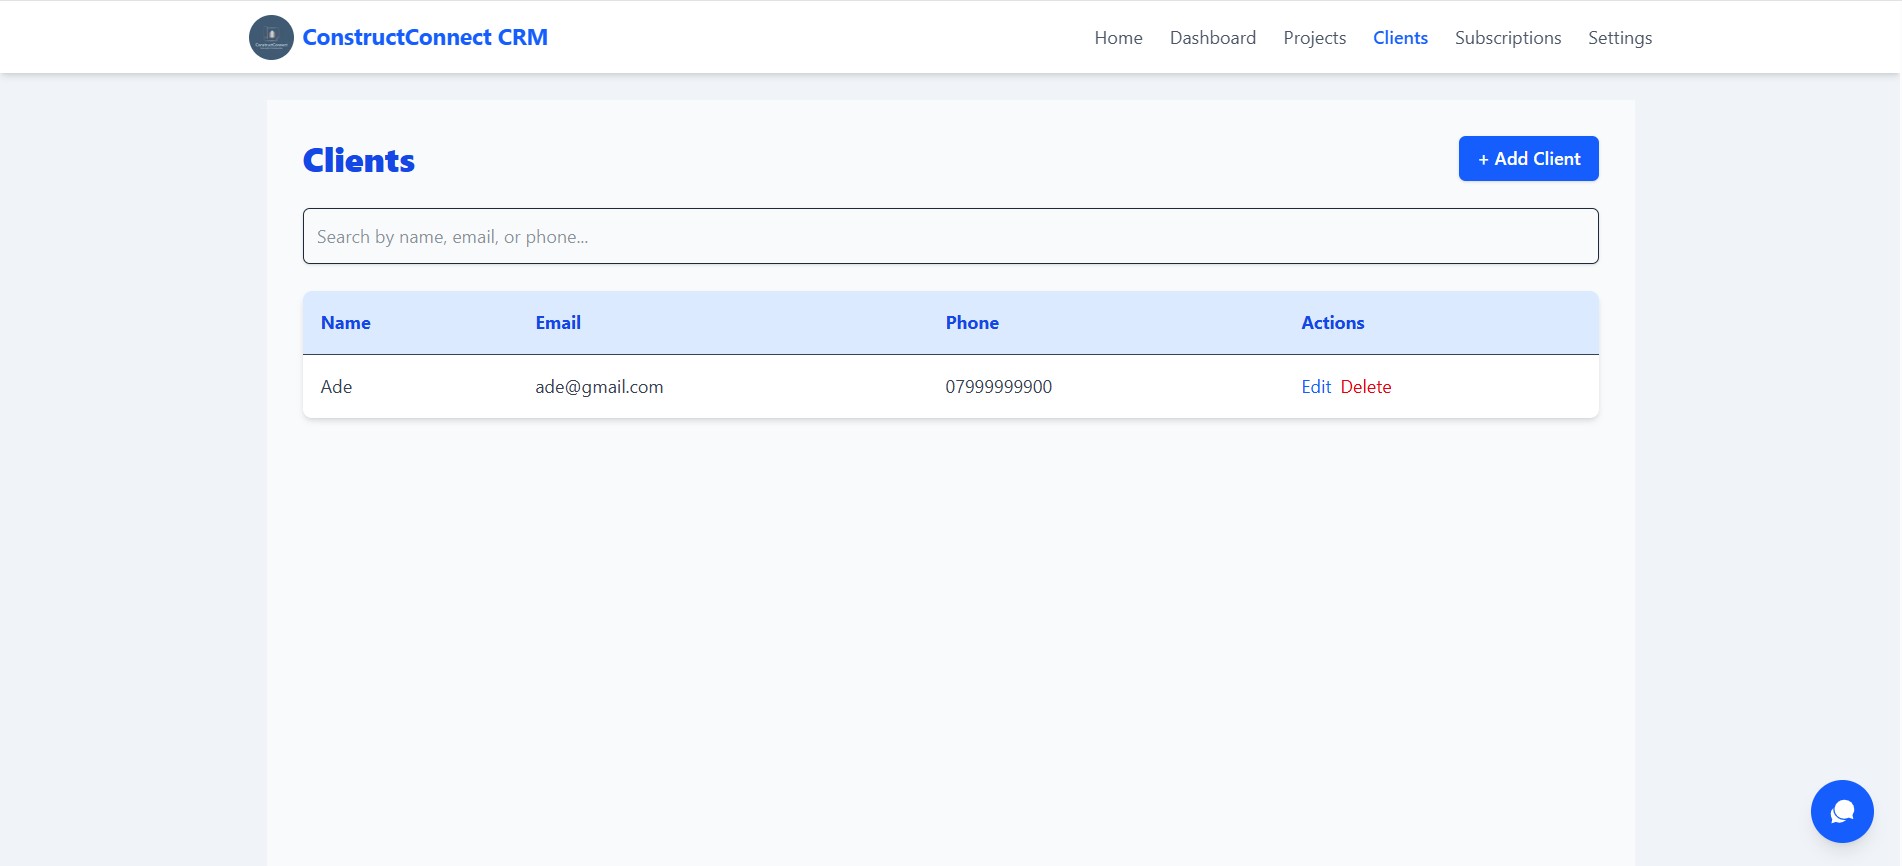 ConstructConnect CRM
Home Dashboard Projects Clients Subscriptions Settings
Clients
+ Add Client
Search by name, email, or phone...
Name Email Phone Actions
Ade ade@gmail.com 07999999900 Edit Delete